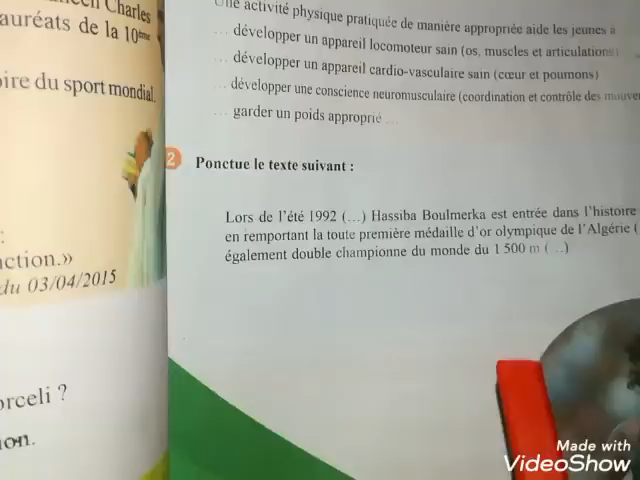 Charles
auréats de la 10ème
oire du sport mondial.
:
ction.»
du 03/04/2015
orceli ?
ion.
Une activité physique pratiquée de manière appropriée aide les jeunes à
... développer un appareil locomoteur sain (os, muscles et articulations)
... développer un appareil cardio-vasculaire sain (cœur et poumons)
... développer une conscience neuromusculaire (coordination et contrôle des mouve
... garder un poids approprié ...
2 Ponctue le texte suivant :
Lors de l'été 1992 (...) Hassiba Boulmerka est entrée dans l'histoire
en remportant la toute première médaille d'or olympique de l'Algérie (
également double championne du monde du 1 500 m (...)
Made with
VideoShow